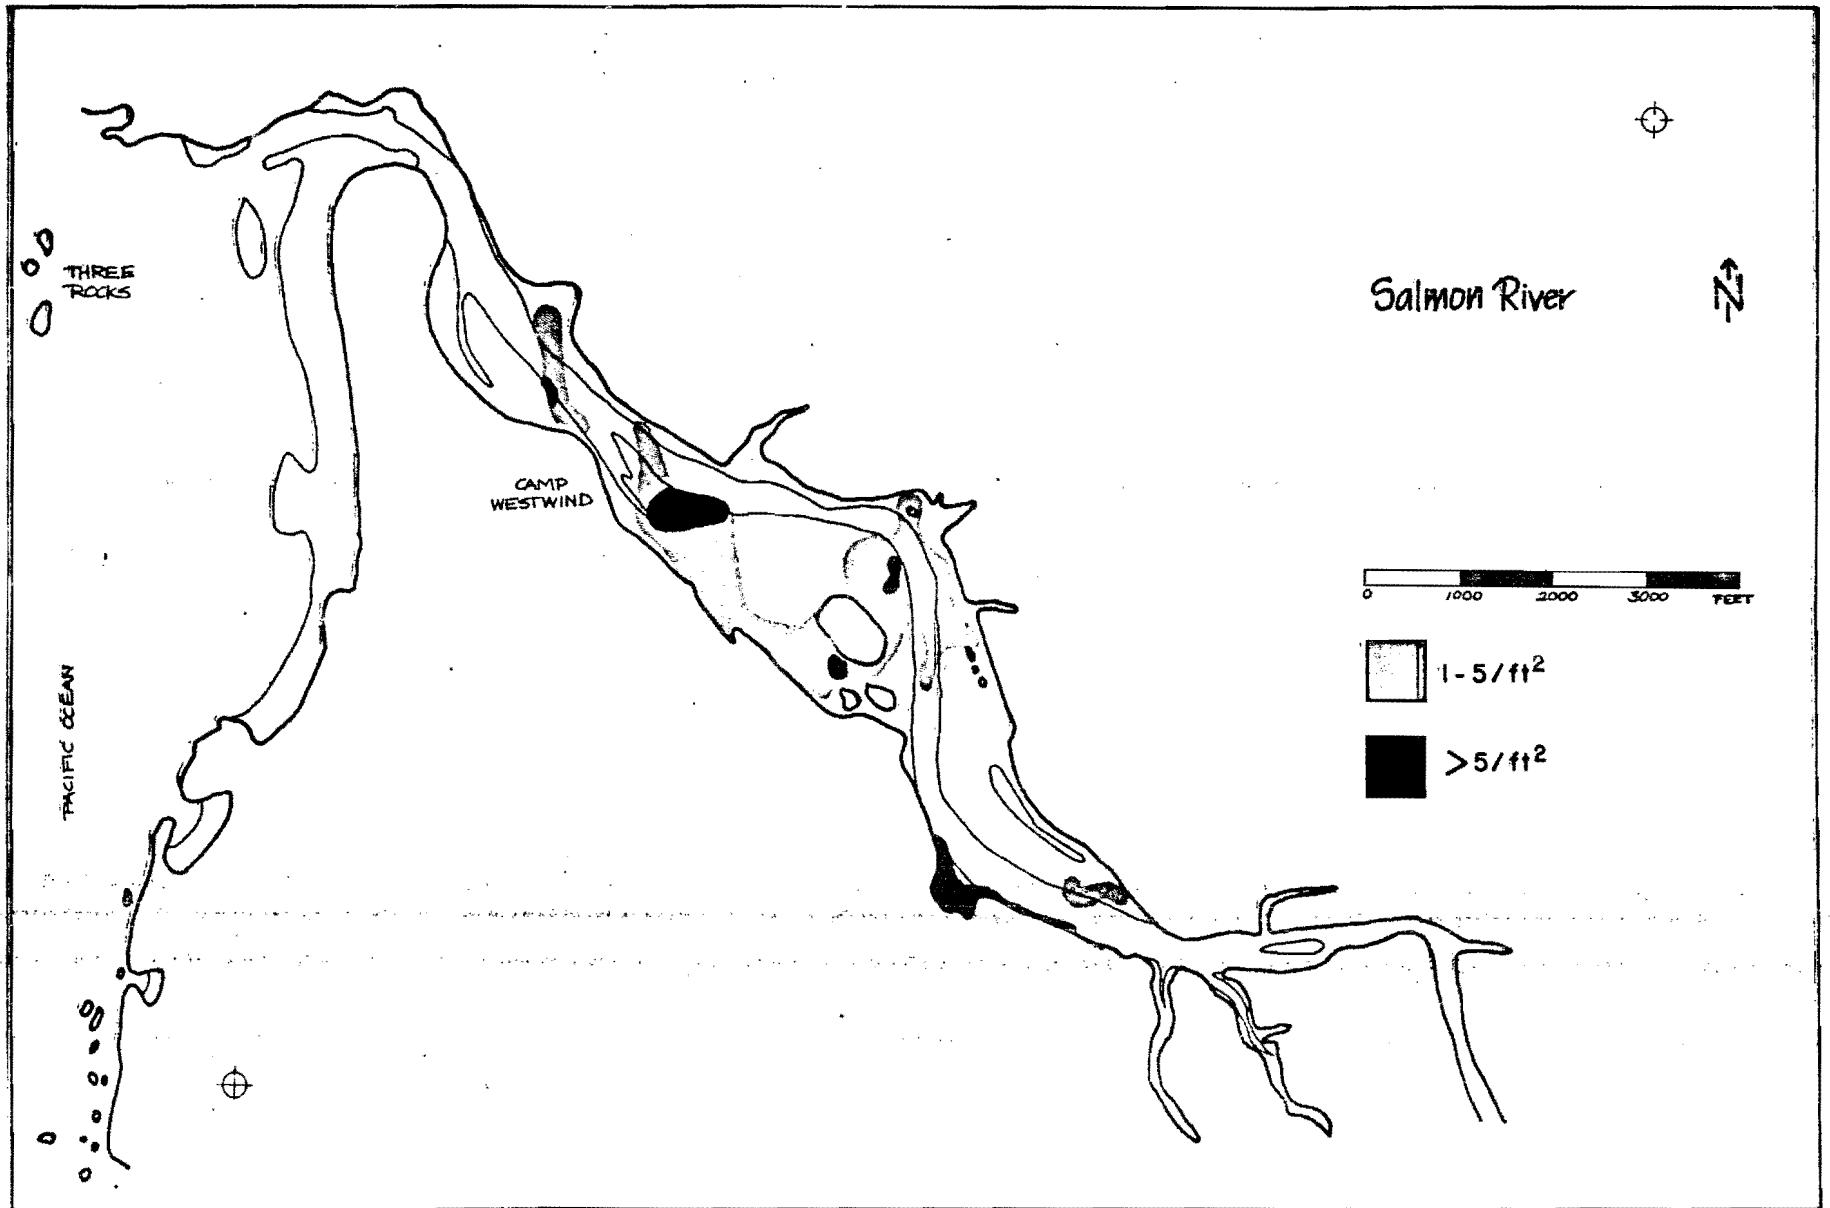 THREE
ROCKS
Salmon River
N
CAMP
WESTWIND
0 1000 2000 3000 FEET
1-5/ft²
PACIFIC OCEAN
>5/ft²